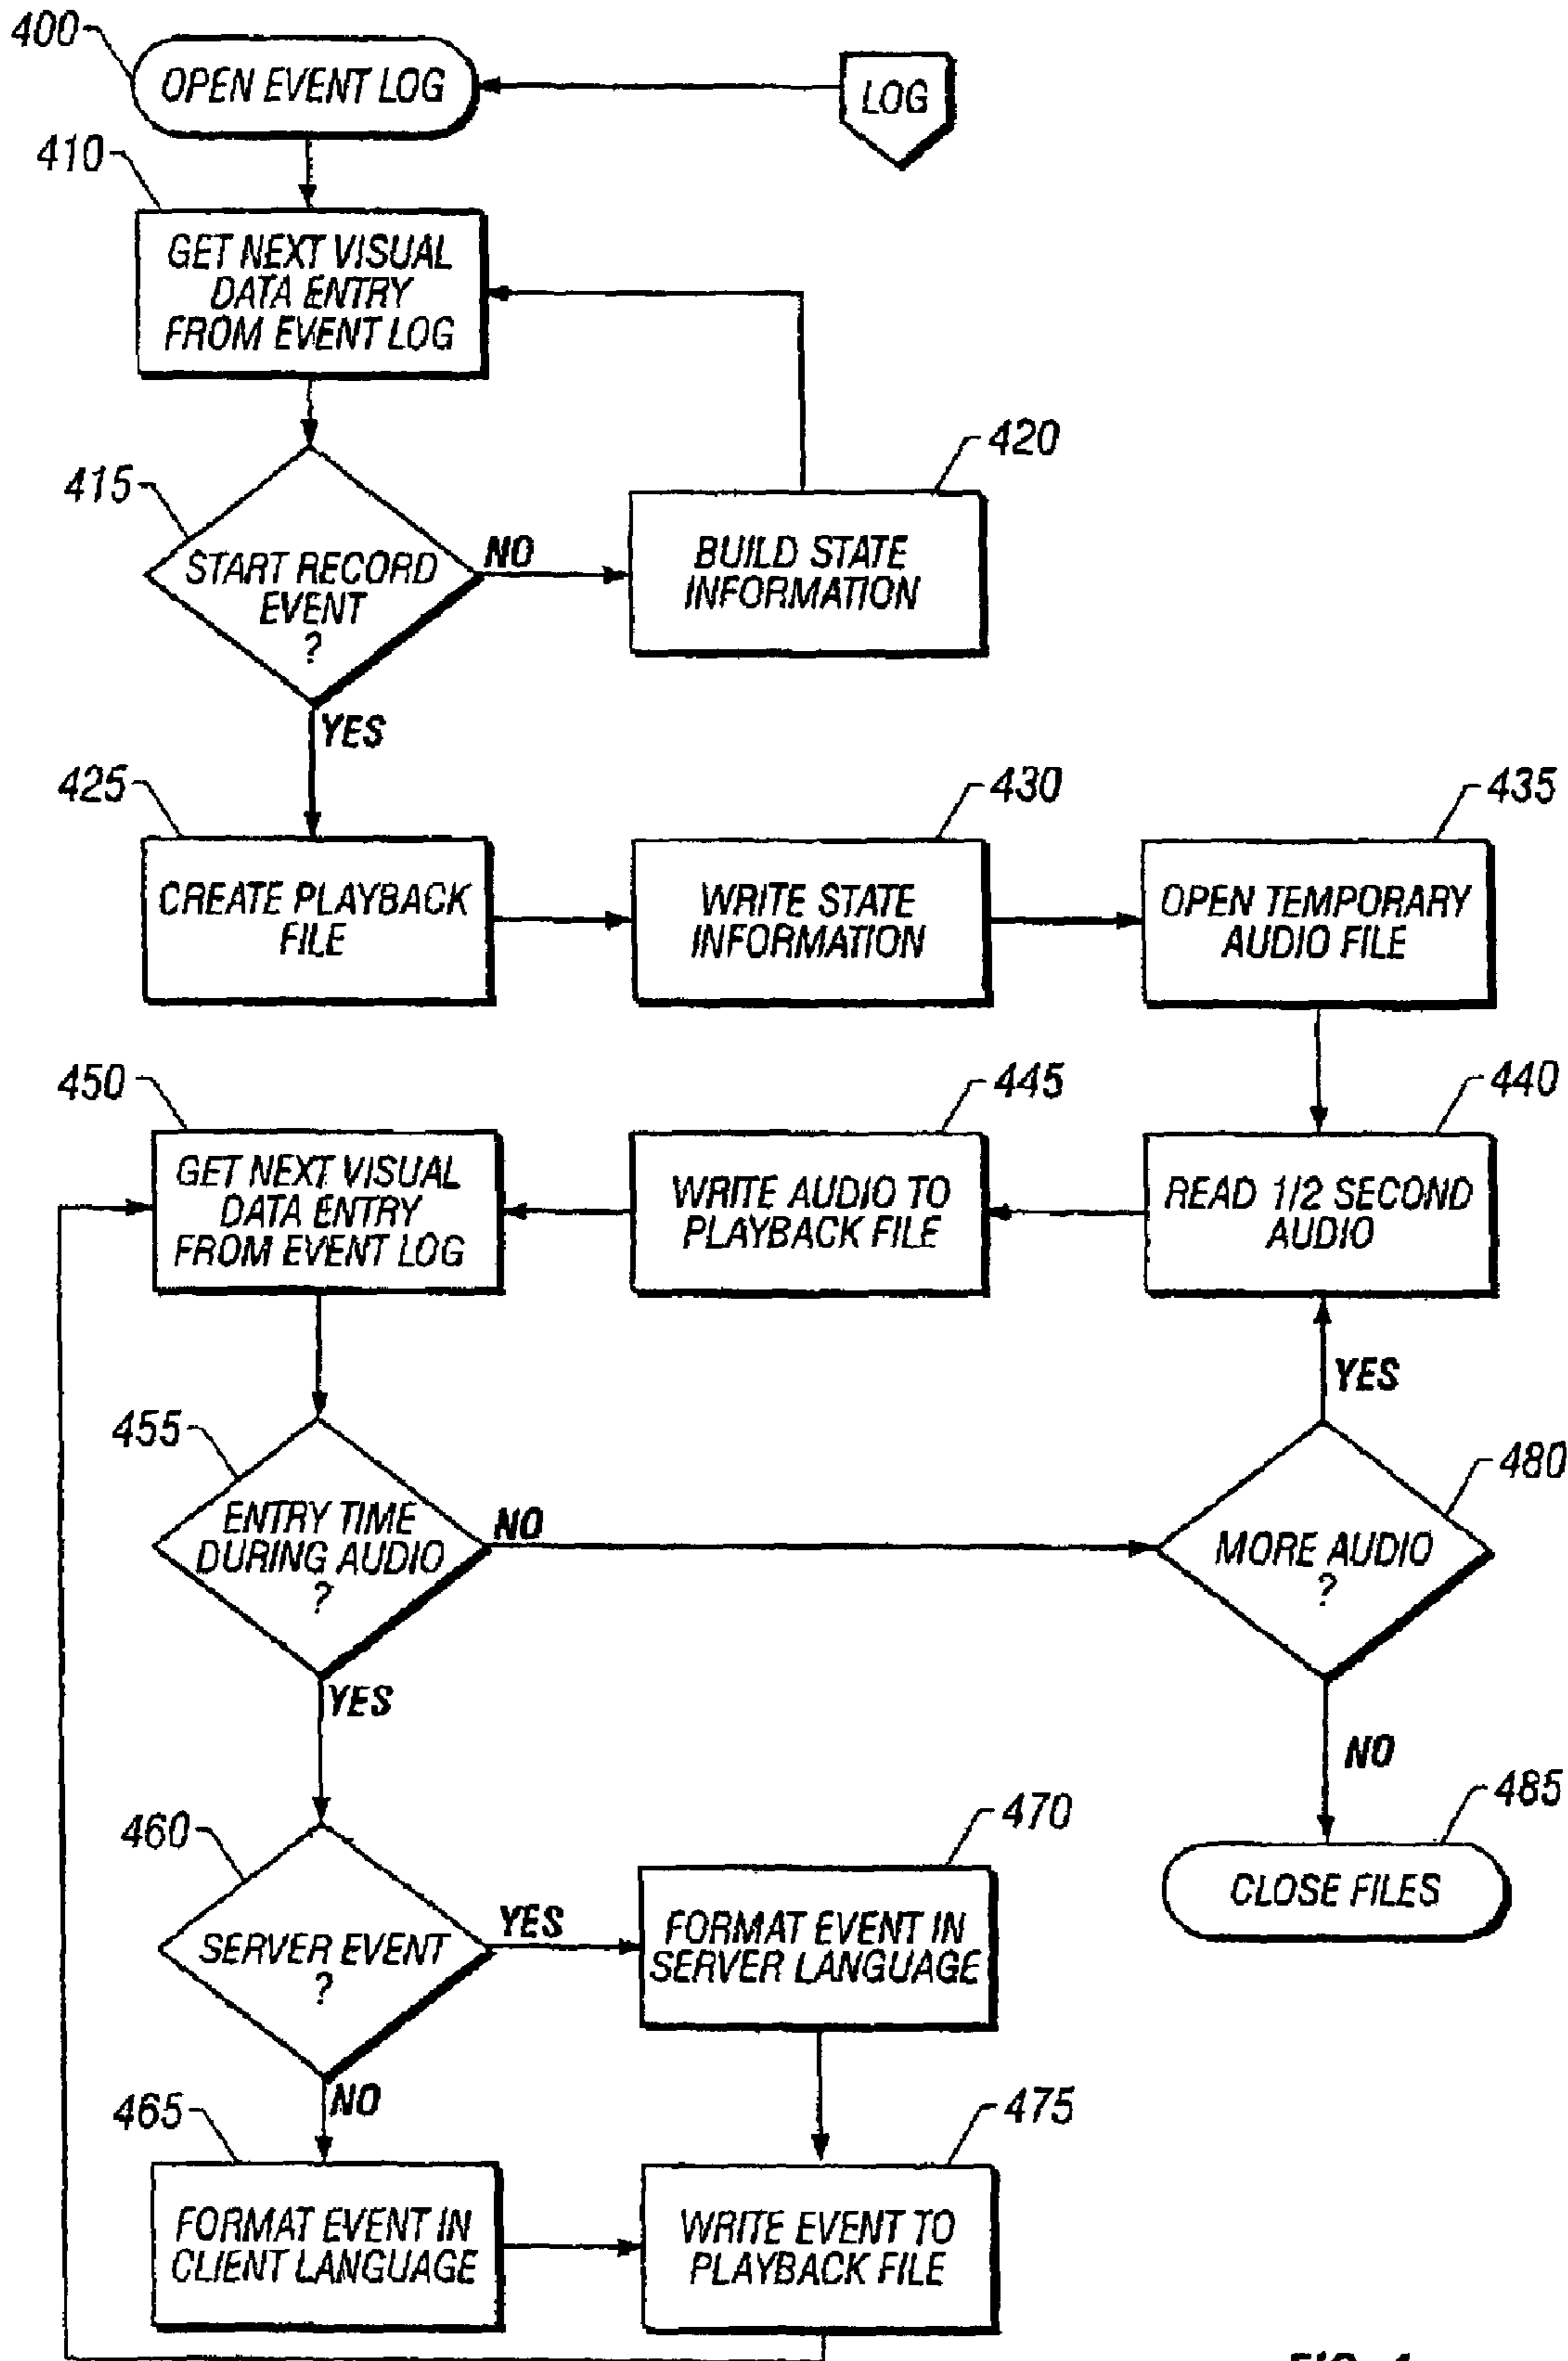 400
OPEN EVENT LOG
LOG
410
GET NEXT VISUAL
DATA ENTRY
FROM EVENT LOG
415
START RECORD
EVENT
?
NO
420
BUILD STATE
INFORMATION
YES
425
CREATE PLAYBACK
FILE
430
WRITE STATE
INFORMATION
435
OPEN TEMPORARY
AUDIO FILE
450
GET NEXT VISUAL
DATA ENTRY
FROM EVENT LOG
445
WRITE AUDIO TO
PLAYBACK FILE
440
READ 1/2 SECOND
AUDIO
YES
455
ENTRY TIME
DURING AUDIO
?
NO
480
MORE AUDIO
?
YES
NO
485
CLOSE FILES
460
SERVER EVENT
?
YES
470
FORMAT EVENT IN
SERVER LANGUAGE
NO
465
FORMAT EVENT IN
CLIENT LANGUAGE
475
WRITE EVENT TO
PLAYBACK FILE